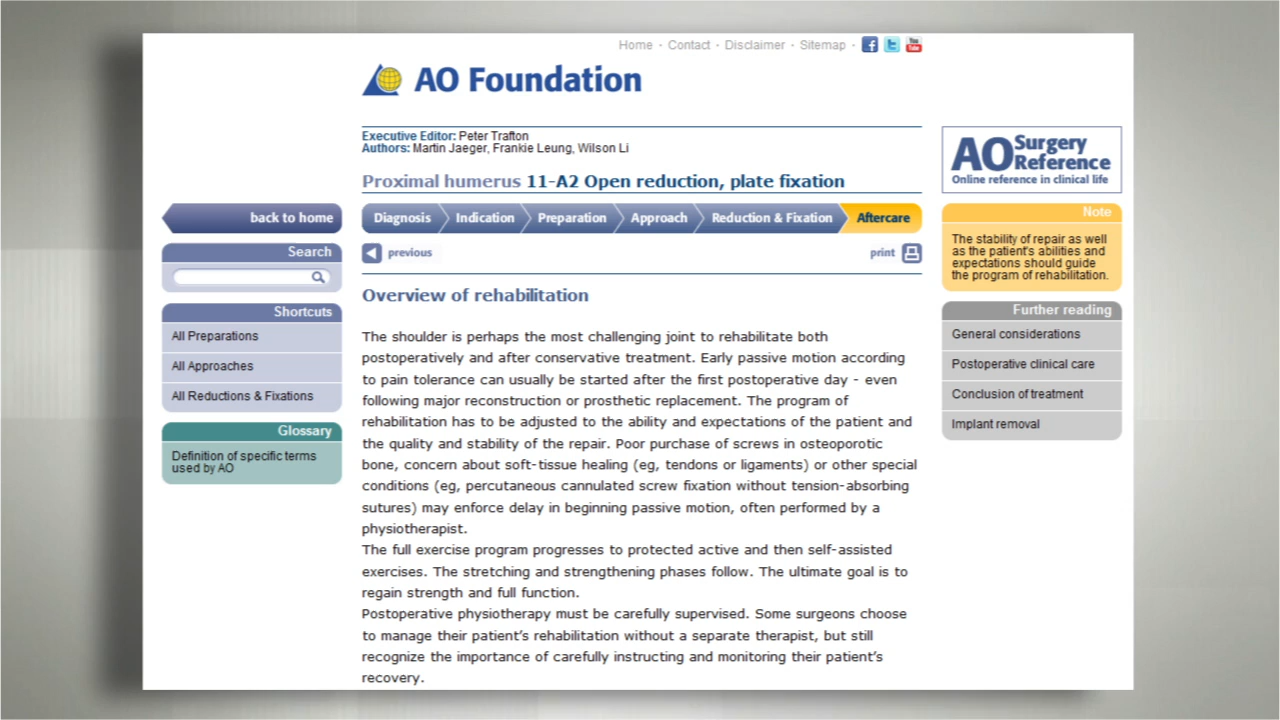 Home · Contact · Disclaimer · Sitemap ·
You
Tube
AO Foundation
Executive Editor: Peter Trafton
Authors: Martin Jaeger, Frankie Leung, Wilson Li
AO Surgery
Reference
Online reference in clinical life
Proximal humerus 11-A2 Open reduction, plate fixation
back to home
Diagnosis Indication Preparation Approach Reduction & Fixation Aftercare
previous
print
Search
Shortcuts
All Preparations
All Approaches
All Reductions & Fixations
Glossary
Definition of specific terms
used by AO
Overview of rehabilitation
The shoulder is perhaps the most challenging joint to rehabilitate both
postoperatively and after conservative treatment. Early passive motion according
to pain tolerance can usually be started after the first postoperative day - even
following major reconstruction or prosthetic replacement. The program of
rehabilitation has to be adjusted to the ability and expectations of the patient and
the quality and stability of the repair. Poor purchase of screws in osteoporotic
bone, concern about soft-tissue healing (eg, tendons or ligaments) or other special
conditions (eg, percutaneous cannulated screw fixation without tension-absorbing
sutures) may enforce delay in beginning passive motion, often performed by a
physiotherapist.
The full exercise program progresses to protected active and then self-assisted
exercises. The stretching and strengthening phases follow. The ultimate goal is to
regain strength and full function.
Postoperative physiotherapy must be carefully supervised. Some surgeons choose
to manage their patient's rehabilitation without a separate therapist, but still
recognize the importance of carefully instructing and monitoring their patient's
recovery.
Note
The stability of repair as well
as the patient's abilities and
expectations should guide
the program of rehabilitation.
Further reading
General considerations
Postoperative clinical care
Conclusion of treatment
Implant removal